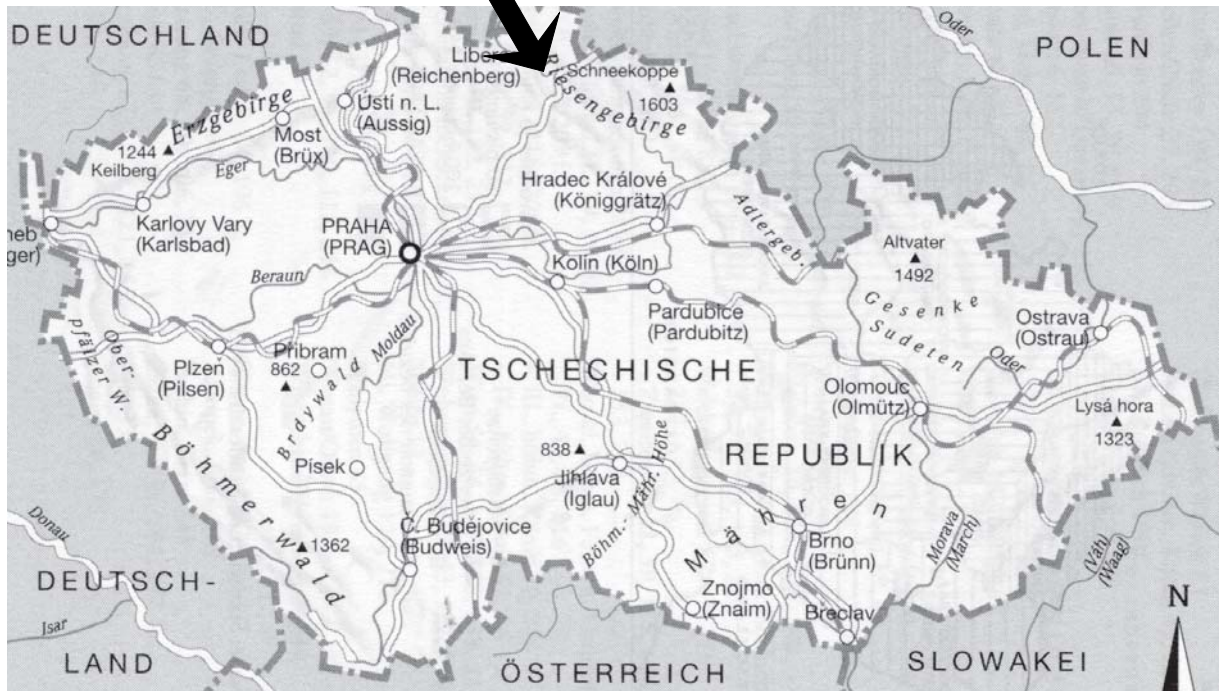 DEUTSCHLAND
POLEN
Oder
(Reichenberg)
Riesengebirge
Schneekoppe
1603
Erzgebirge
Ústí n. L.
(Aussig)
Most
(Brüx)
1244
Keilberg
Eger
Karlovy Vary
(Karlsbad)
Hradec Králové
(Königgrätz)
Adlergeb.
PRAHA
(PRAG)
Kolín (Köln)
Beraun
Altvater
1492
Pardubice
(Pardubitz)
Gesenke
Sudeten
Oder
Ostrava
(Ostrau)
Ober-
pfälzer W.
Plzeň
(Pilsen)
Příbram
862
Brdywald
Moldau
TSCHECHISCHE
REPUBLIK
Olomouc
(Olmütz)
Lysá hora
1323
Böhmerwald
Písek
838
Jihlava
(Iglau)
Böhm.-Mähr. Höhe
Mähren
Č. Budějovice
(Budweis)
1362
Brno
(Brünn)
Morava
(March)
(Váh)
(Waag)
Donau
DEUTSCH-
LAND
Isar
Znojmo
(Znaim)
Breclav
N
ÖSTERREICH
SLOWAKEI